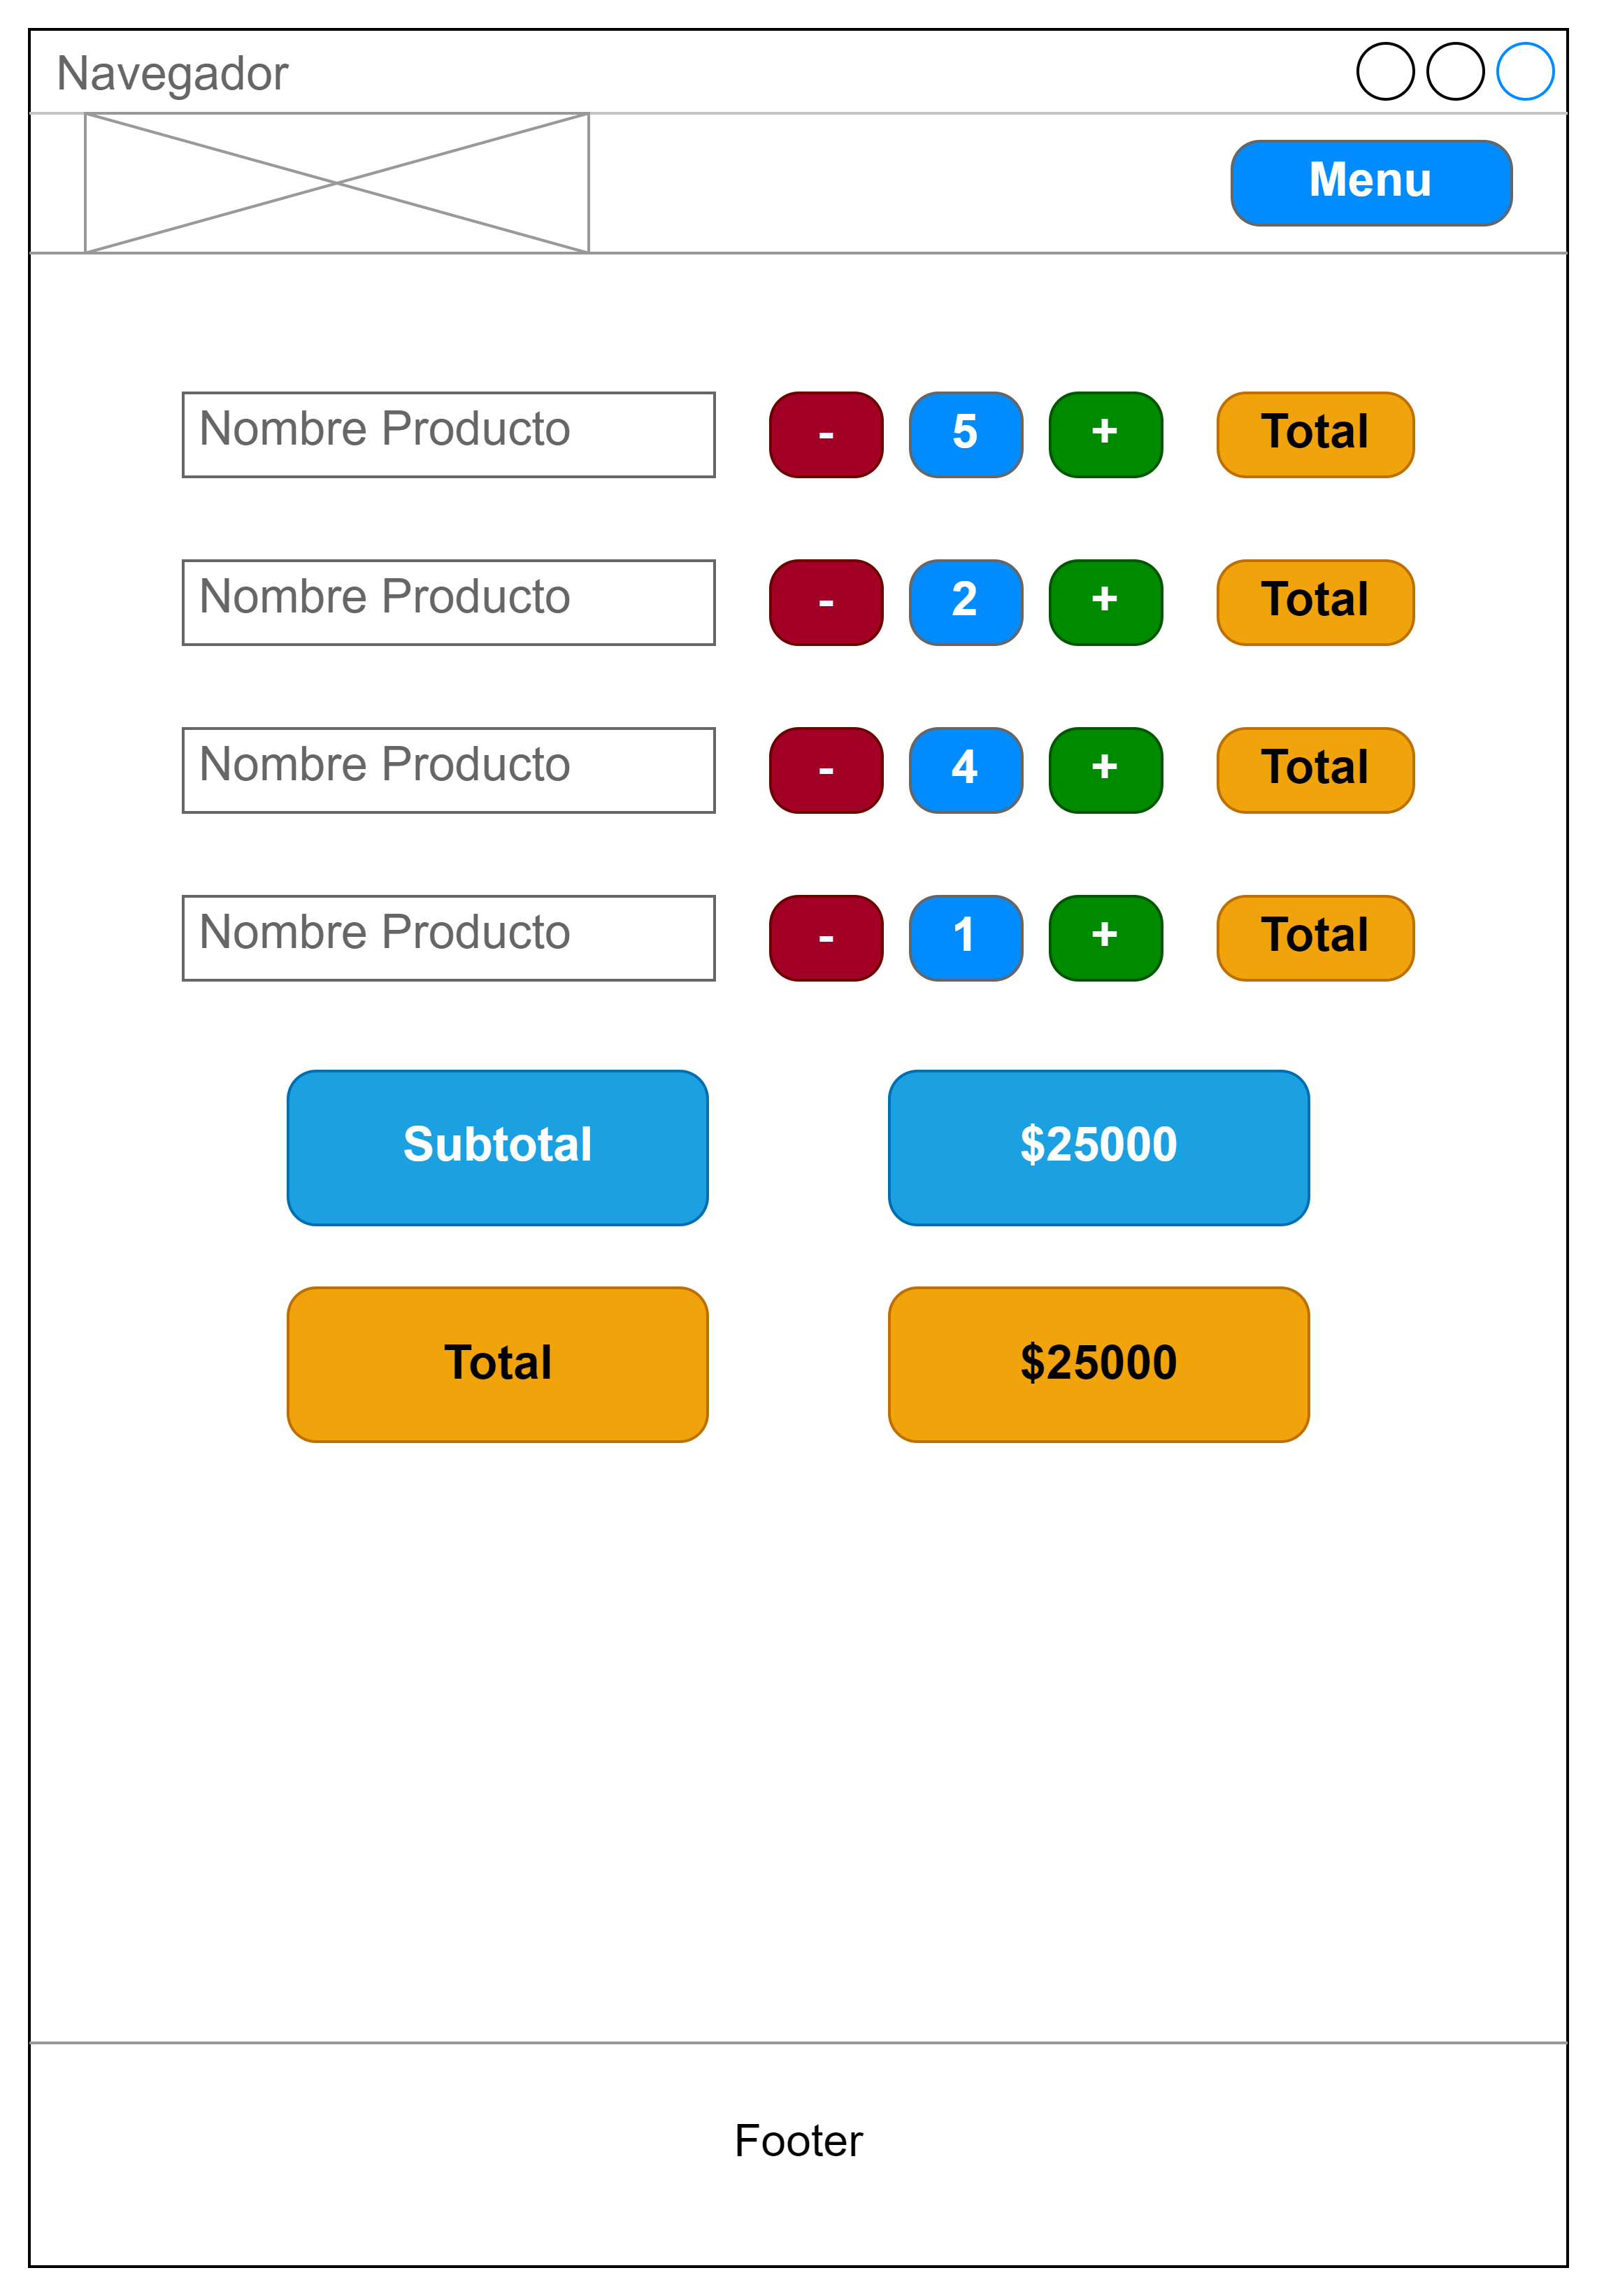 Navegador
Menu
Nombre Producto - 5 + Total
Nombre Producto - 2 + Total
Nombre Producto - 4 + Total
Nombre Producto - 1 + Total
Subtotal $25000
Total $25000
Footer